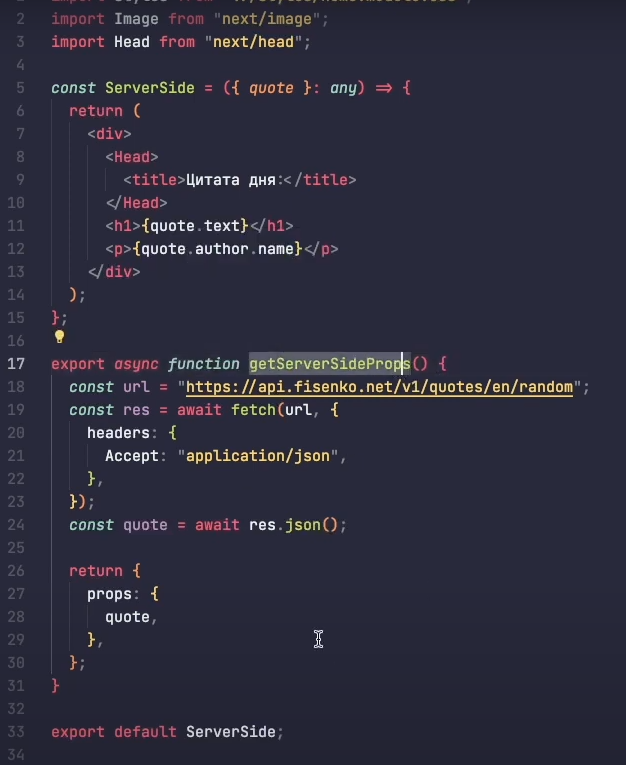 2 import Image from "next/image";
3 import Head from "next/head";
4
5 const ServerSide = ({ quote }: any) => {
6 return (
7 <div>
8 <Head>
9 <title>Цитата дня:</title>
10 </Head>
11 <h1>{quote.text}</h1>
12 <p>{quote.author.name}</p>
13 </div>
14 );
15 };
16
17 export async function getServerSideProps() {
18 const url = "https://api.fisenko.net/v1/quotes/en/random";
19 const res = await fetch(url, {
20 headers: {
21 Accept: "application/json",
22 },
23 });
24 const quote = await res.json();
25
26 return {
27 props: {
28 quote,
29 },
30 };
31 }
32
33 export default ServerSide;
34